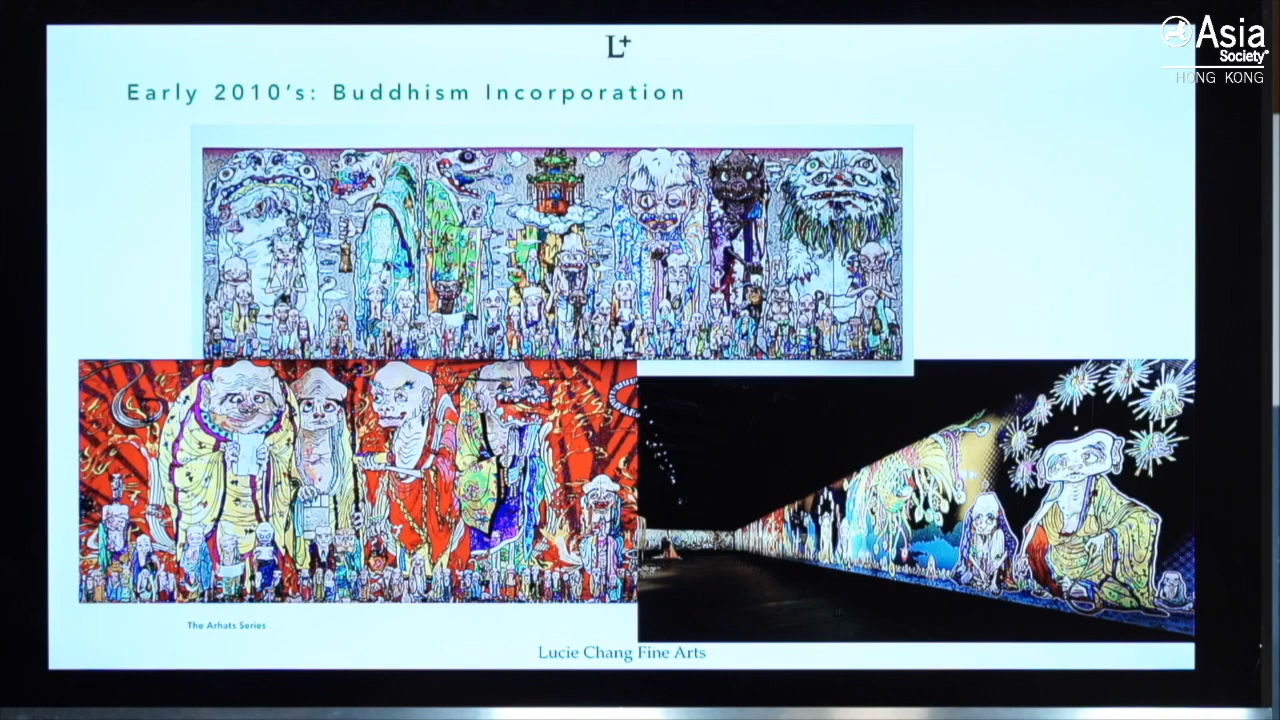 L+
Asia
Society®
HONG KONG
Early 2010's: Buddhism Incorporation
The Arhats Series
Lucie Chang Fine Arts